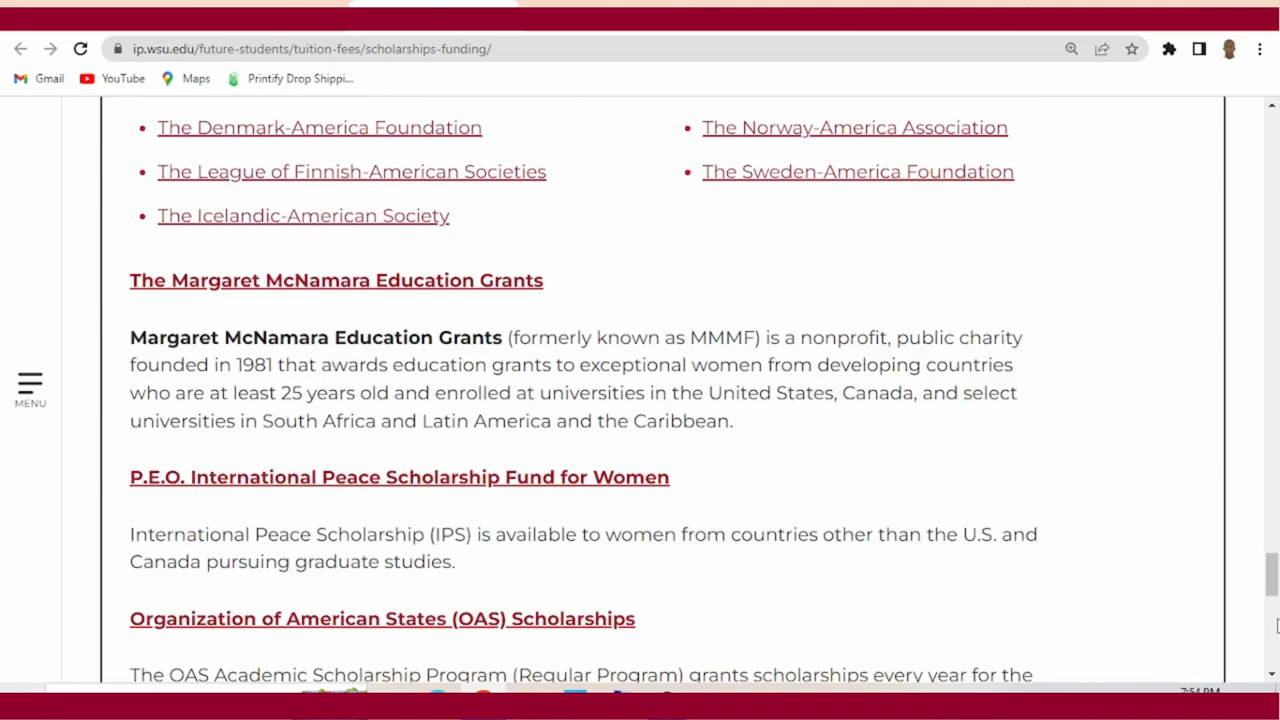 ip.wsu.edu/future-students/tuition-fees/scholarships-funding/
Gmail YouTube Maps Printify Drop Shippi...
The Denmark-America Foundation
The Norway-America Association
The League of Finnish-American Societies
The Sweden-America Foundation
The Icelandic-American Society
The Margaret McNamara Education Grants
Margaret McNamara Education Grants (formerly known as MMMF) is a nonprofit, public charity
founded in 1981 that awards education grants to exceptional women from developing countries
who are at least 25 years old and enrolled at universities in the United States, Canada, and select
universities in South Africa and Latin America and the Caribbean.
MENU
P.E.O. International Peace Scholarship Fund for Women
International Peace Scholarship (IPS) is available to women from countries other than the U.S. and
Canada pursuing graduate studies.
Organization of American States (OAS) Scholarships
The OAS Academic Scholarship Program (Regular Program) grants scholarships every year for the
7:54 PM